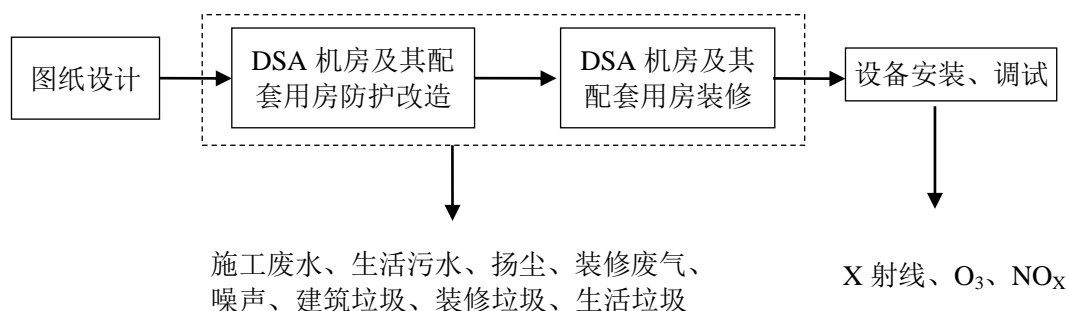 图纸设计
DSA 机房及其配
套用房防护改造
DSA 机房及其
配套用房装修
设备安装、调试
施工废水、生活污水、扬尘、装修废气、
噪声、建筑垃圾、装修垃圾、生活垃圾
X 射线、O₃、NOX